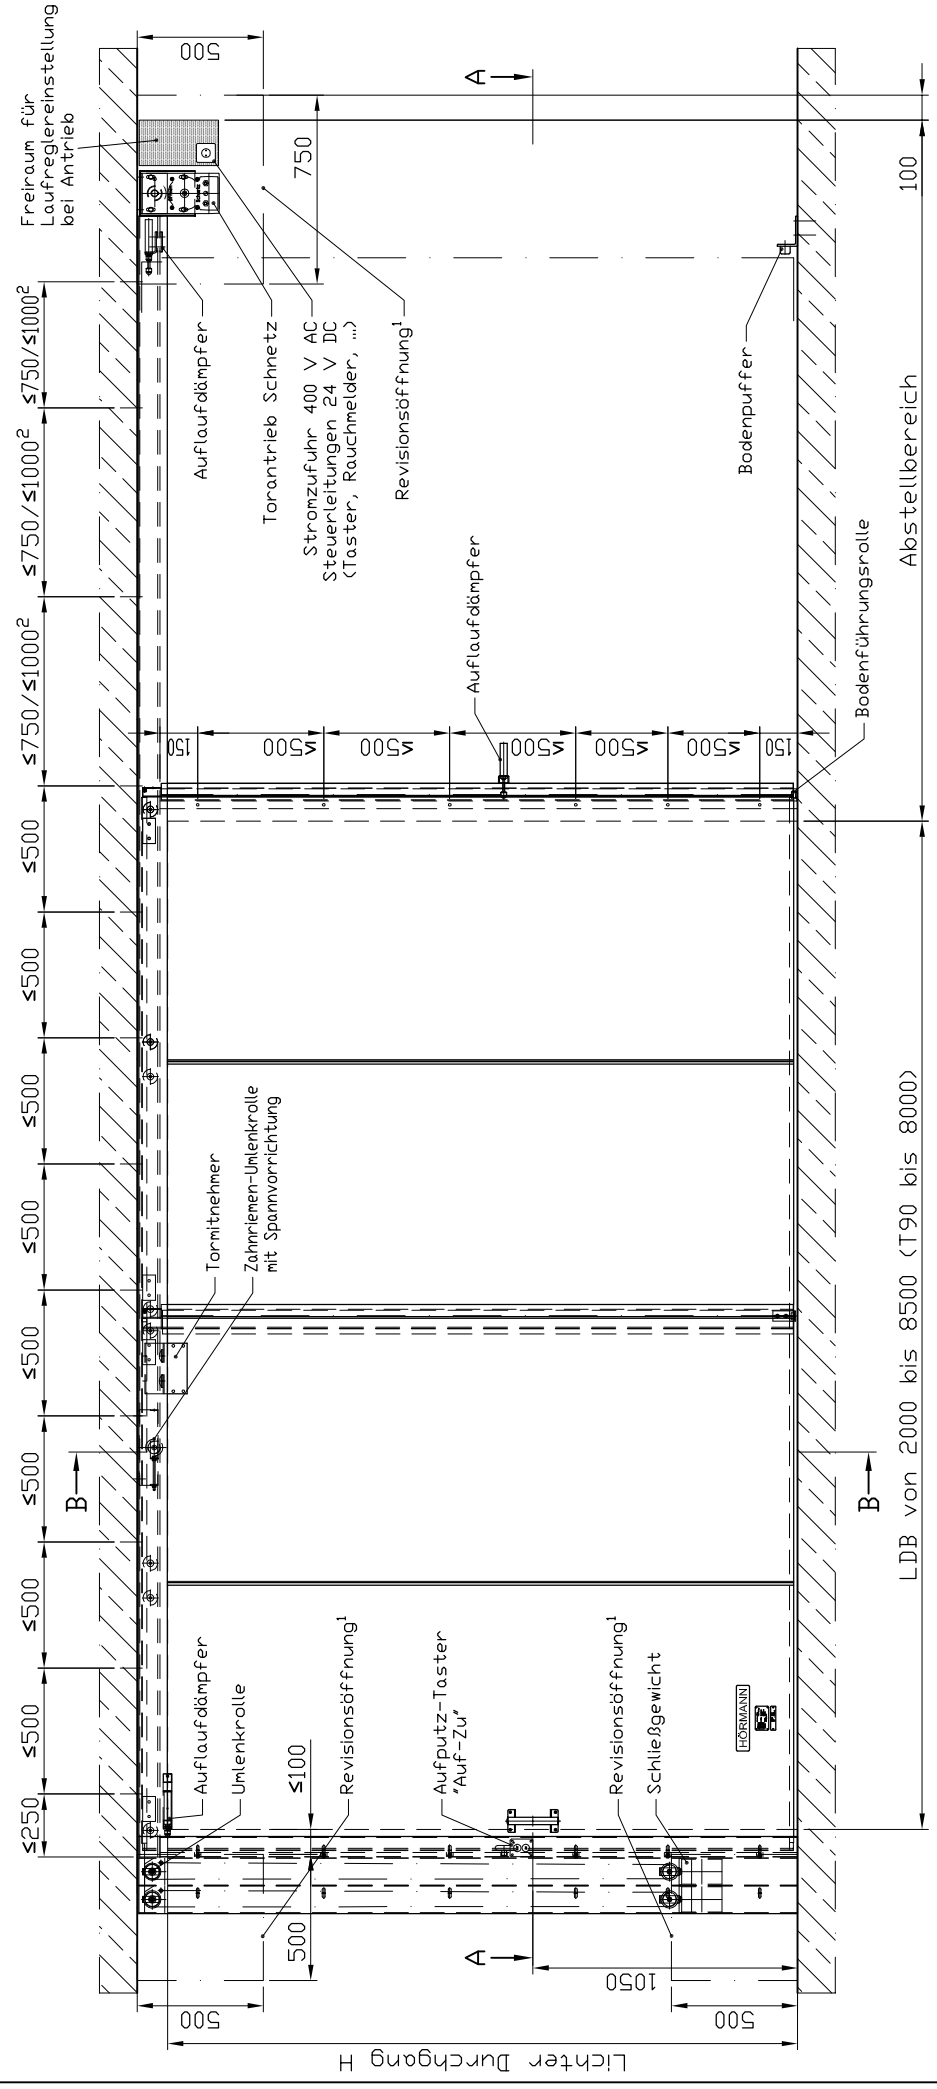 ≤250
≤500
≤500
≤500
≤500
≤500
≤500
≤500
≤500
≤750/≤1000²
≤750/≤1000²
≤750/≤1000²
Freiraum für
Laufreglereinstellung
bei Antrieb
B
500
500
Auflaufdämpfer
Umlenkrolle
≤100
500
Revisionsöffnung¹
Tormitnehmer
Zahnriemen-Umlenkrolle
mit Spannvorrichtung
Auflaufdämpfer
Torantrieb Schnetz
Stromzufuhr 400 V AC
Steuerleitungen 24 V DC
(Taster, Rauchmelder, ...)
750
Revisionsöffnung¹
150
≤500
≤500
≤500
≤500
≤500
150
Auflaufdämpfer
A
A
Aufputz-Taster
"Auf-Zu"
1050
Revisionsöffnung¹
Schließgewicht
500
HÖRMANN
Bodenpuffer
Lichter Durchgang H
B
Bodenführungsrolle
LDB von 2000 bis 8500 (T90 bis 8000)
Abstellbereich
100